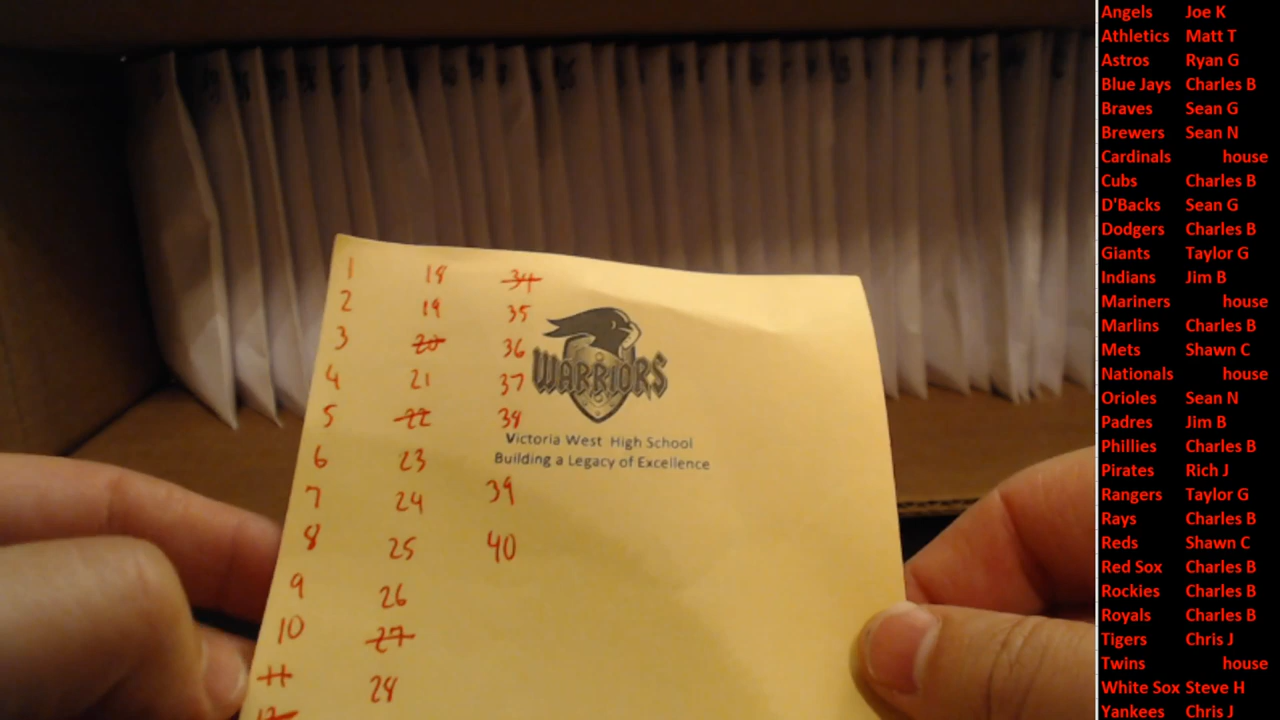 1 18 34
2 19 35
3 20 36
4 21 37
5 22 38
6 23
7 24 39
8 25 40
9 26
10 27
11 28
12
WARRIORS
Victoria West High School
Building a Legacy of Excellence
Angels Joe K
Athletics Matt T
Astros Ryan G
Blue Jays Charles B
Braves Sean G
Brewers Sean N
Cardinals house
Cubs Charles B
D'Backs Sean G
Dodgers Charles B
Giants Taylor G
Indians Jim B
Mariners house
Marlins Charles B
Mets Shawn C
Nationals house
Orioles Sean N
Padres Jim B
Phillies Charles B
Pirates Rich J
Rangers Taylor G
Rays Charles B
Reds Shawn C
Red Sox Charles B
Rockies Charles B
Royals Charles B
Tigers Chris J
Twins house
White Sox Steve H
Yankees Chris J